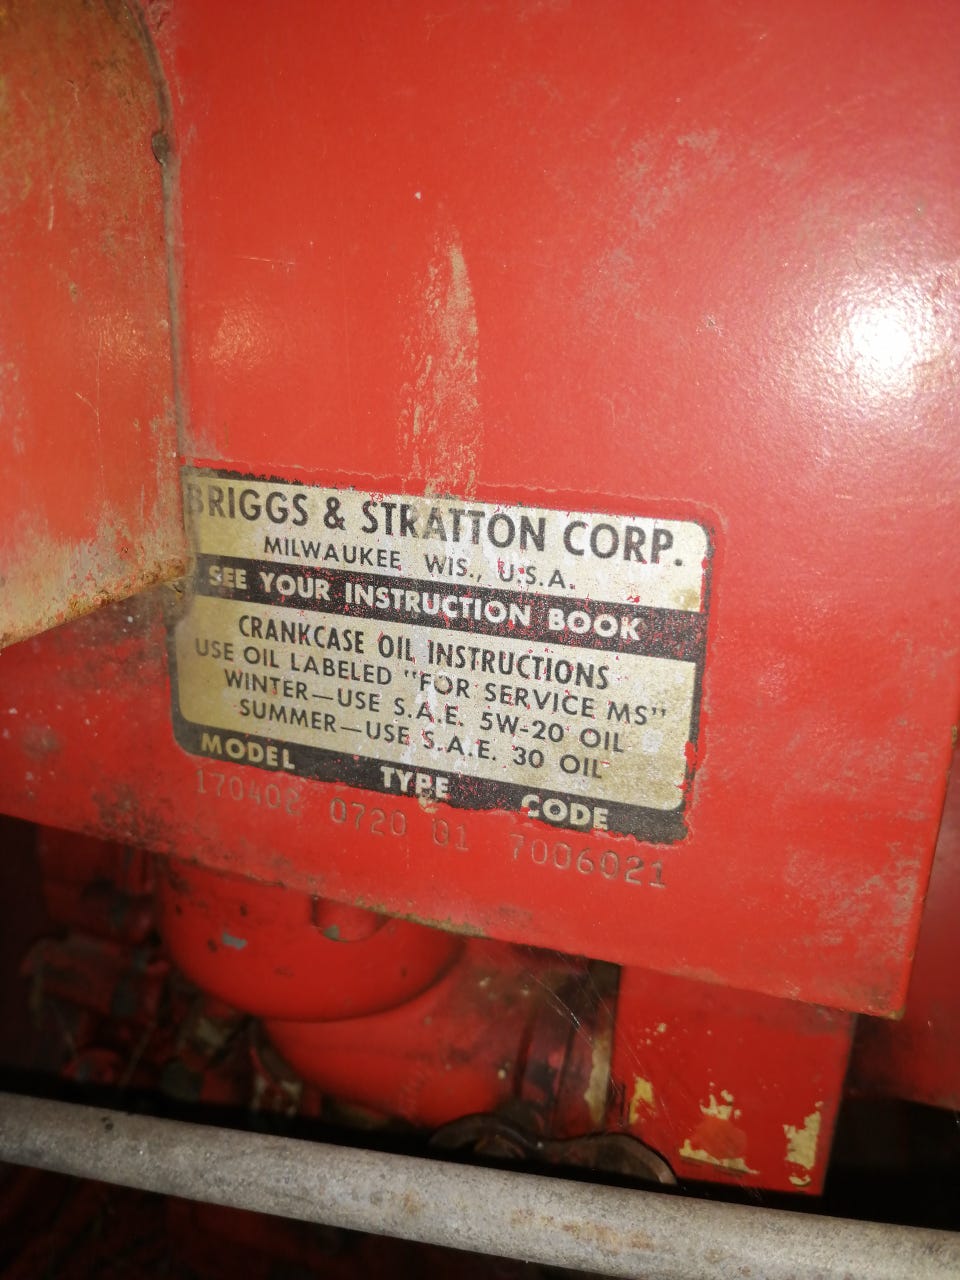 BRIGGS & STRATTON CORP.
MILWAUKEE, WIS., U.S.A.
SEE YOUR INSTRUCTION BOOK
CRANKCASE OIL INSTRUCTIONS
USE OIL LABELED "FOR SERVICE MS"
WINTER—USE S.A.E. 5W-20 OIL
SUMMER—USE S.A.E. 30 OIL
MODEL TYPE CODE
170402 0720 01 7006021